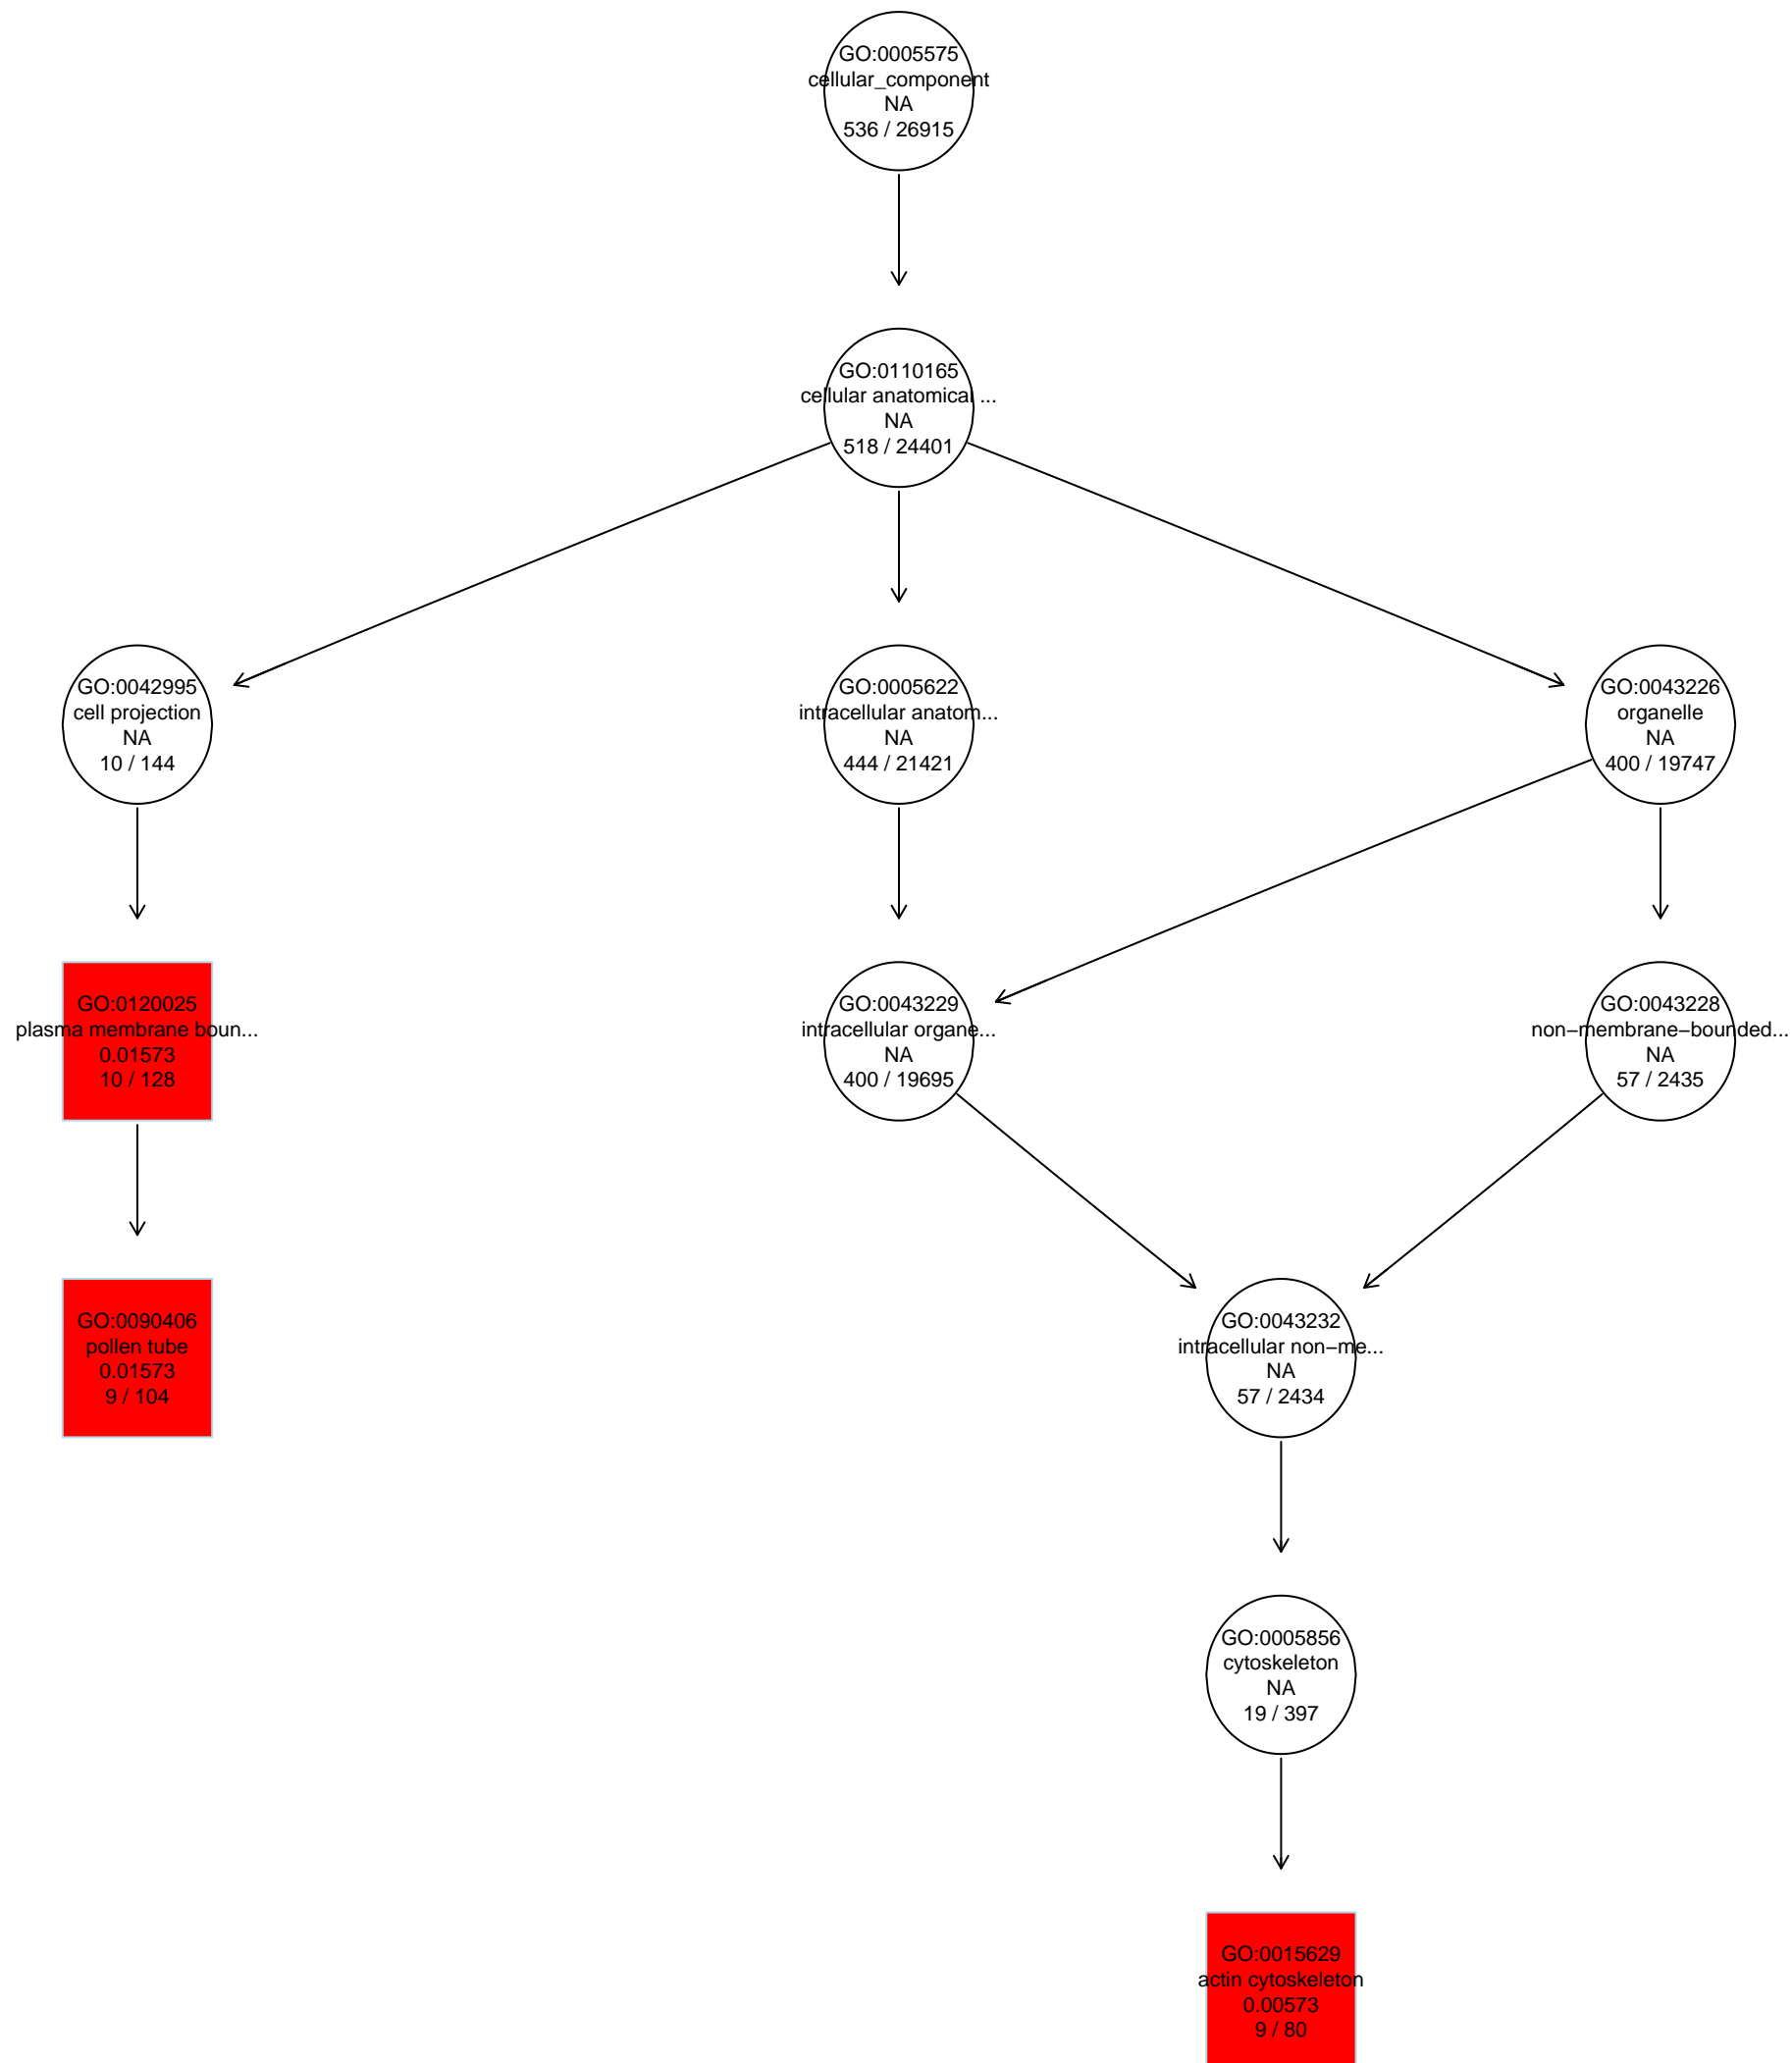 GO:0005575
cellular_component
NA
536 / 26915
GO:0110165
cellular anatomical ...
NA
518 / 24401
GO:0042995
cell projection
NA
10 / 144
GO:0005622
intracellular anatom...
NA
444 / 21421
GO:0043226
organelle
NA
400 / 19747
GO:0120025
plasma membrane boun...
0.01573
10 / 128
GO:0043229
intracellular organe...
NA
400 / 19695
GO:0043228
non−membrane−bounded...
NA
57 / 2435
GO:0090406
pollen tube
0.01573
9 / 104
GO:0043232
intracellular non−me...
NA
57 / 2434
GO:0005856
cytoskeleton
NA
19 / 397
GO:0015629
actin cytoskeleton
0.00573
9 / 80